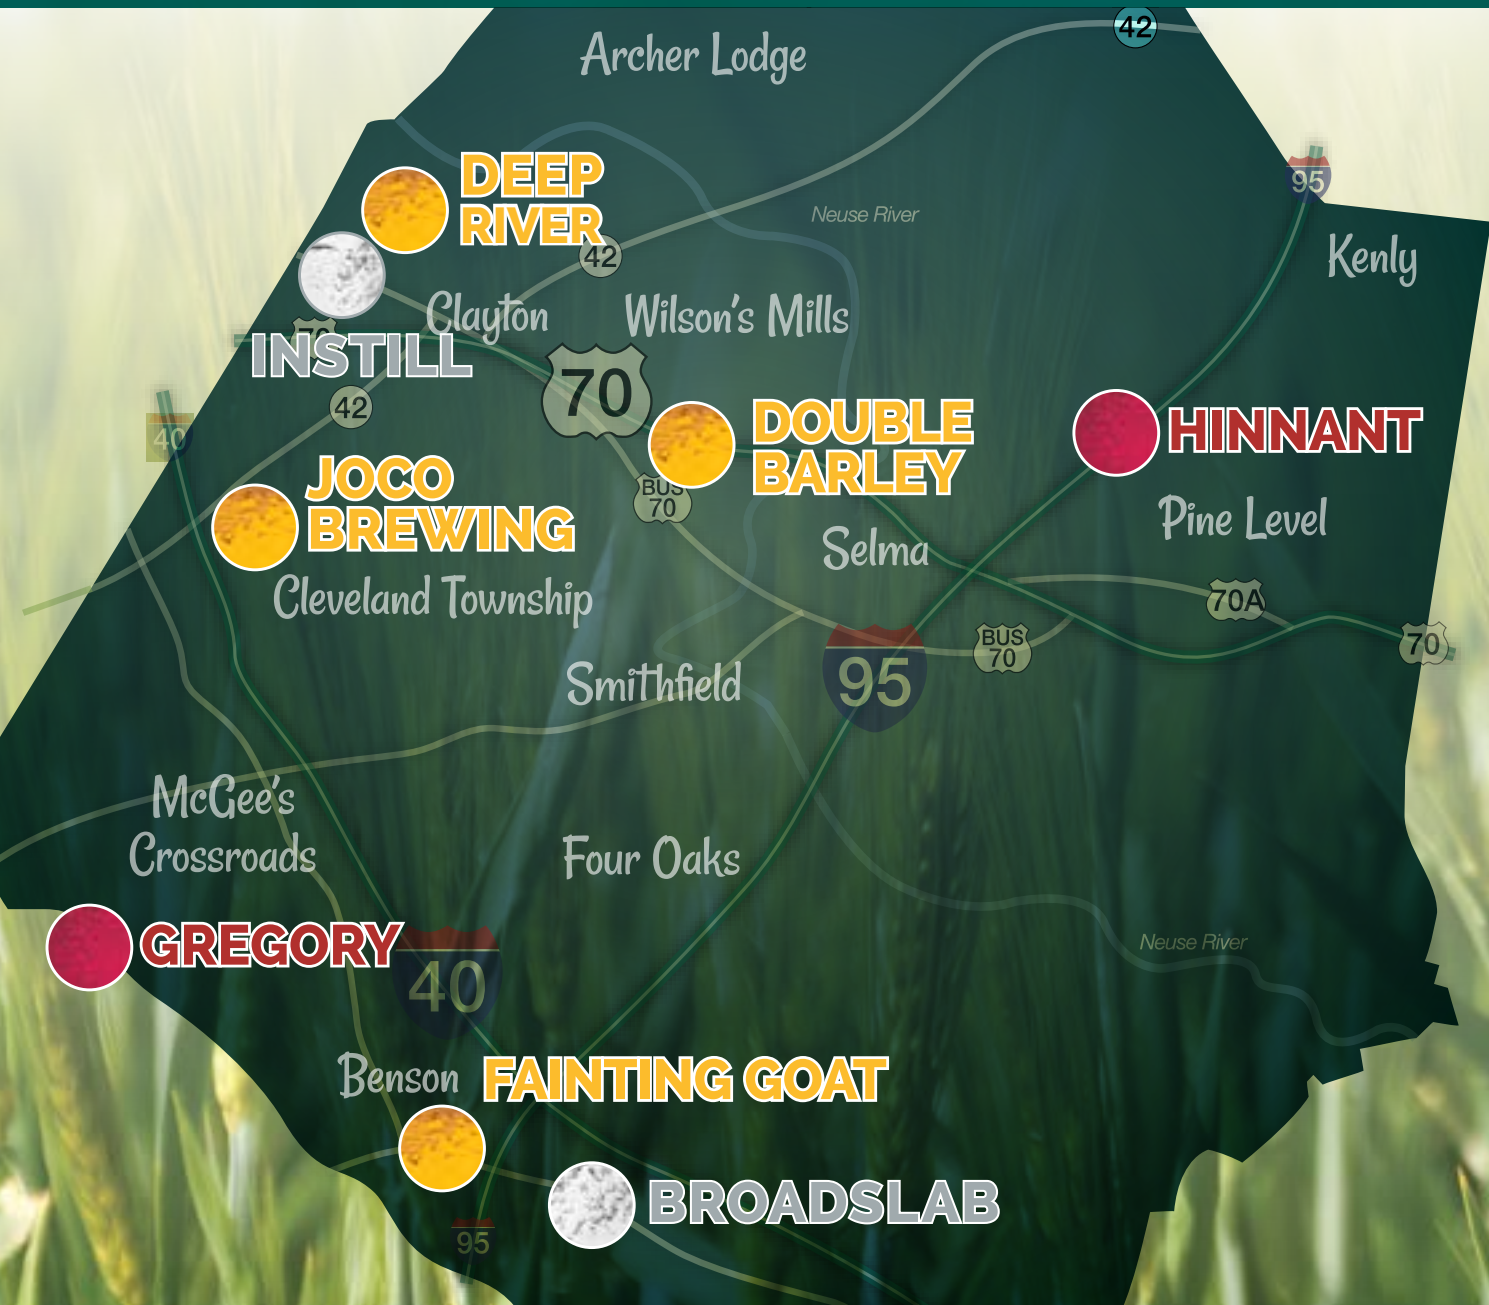 42
Archer Lodge
95
DEEP
RIVER
Neuse River
42
Kenly
Clayton
Wilson's Mills
70
INSTILL
70
42
40
DOUBLE
BARLEY
HINNANT
JOCO
BREWING
BUS
70
Pine Level
Selma
Cleveland Township
70A
BUS
70
70
Smithfield
95
McGee's
Crossroads
Four Oaks
GREGORY
40
Neuse River
Benson
FAINTING GOAT
BROADSLAB
95